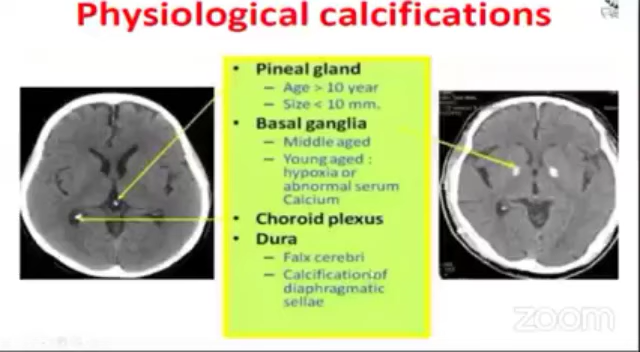 Physiological calcifications
• Pineal gland
– Age > 10 year
– Size < 10 mm.
• Basal ganglia
– Middle aged
– Young aged :
hypoxia or
abnormal serum
Calcium
• Choroid plexus
• Dura
– Falx cerebri
– Calcification of
diaphragmatic
sellae
zoom